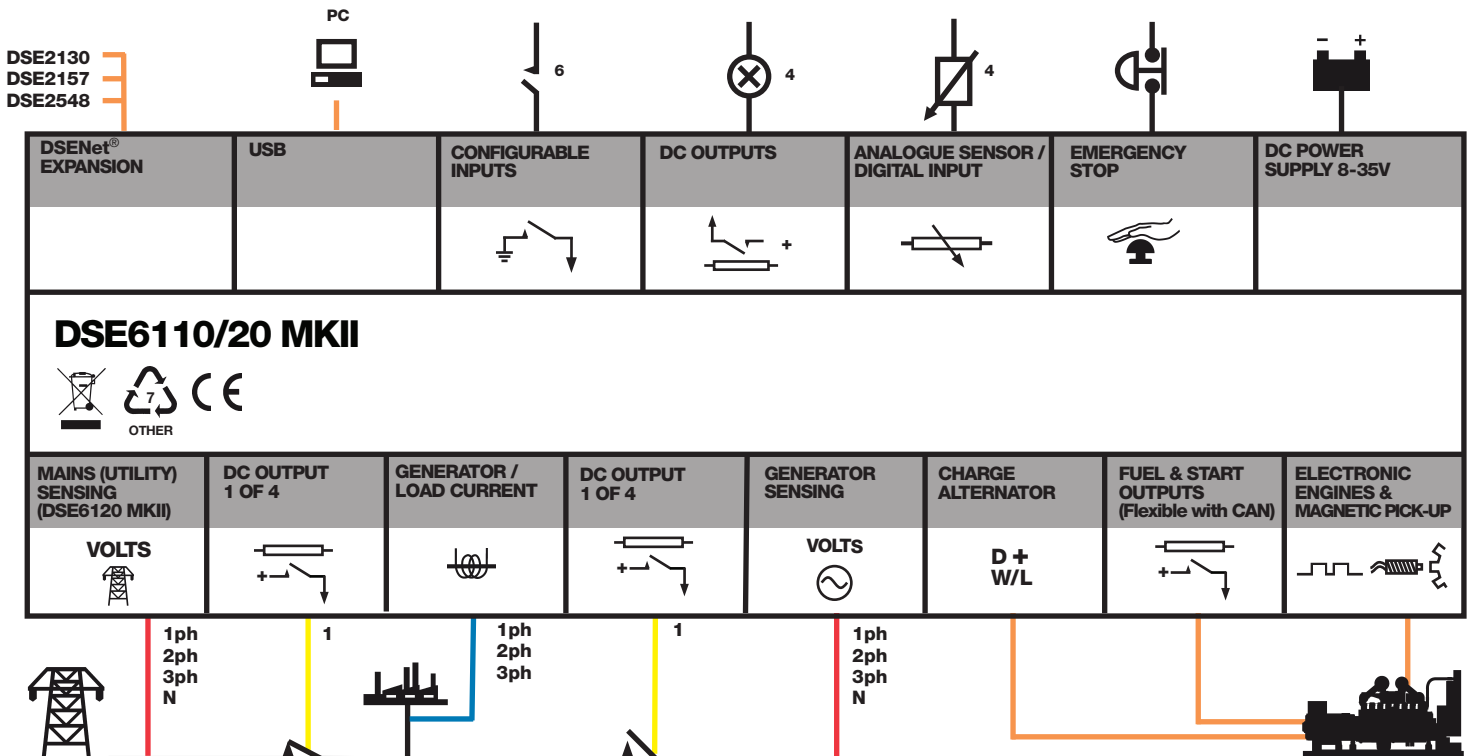 PC
DSE2130
DSE2157
DSE2548
6
4
4
- +
DSENet®
EXPANSION
USB
CONFIGURABLE
INPUTS
DC OUTPUTS
ANALOGUE SENSOR /
DIGITAL INPUT
EMERGENCY
STOP
DC POWER
SUPPLY 8-35V
+
DSE6110/20 MKII
7
OTHER
CE
MAINS (UTILITY)
SENSING
(DSE6120 MKII)
DC OUTPUT
1 OF 4
GENERATOR /
LOAD CURRENT
DC OUTPUT
1 OF 4
GENERATOR
SENSING
CHARGE
ALTERNATOR
FUEL & START
OUTPUTS
(Flexible with CAN)
ELECTRONIC
ENGINES &
MAGNETIC PICK-UP
VOLTS
+
+
VOLTS
D +
W/L
+
1ph
2ph
3ph
N
1
1ph
2ph
3ph
1
1ph
2ph
3ph
N